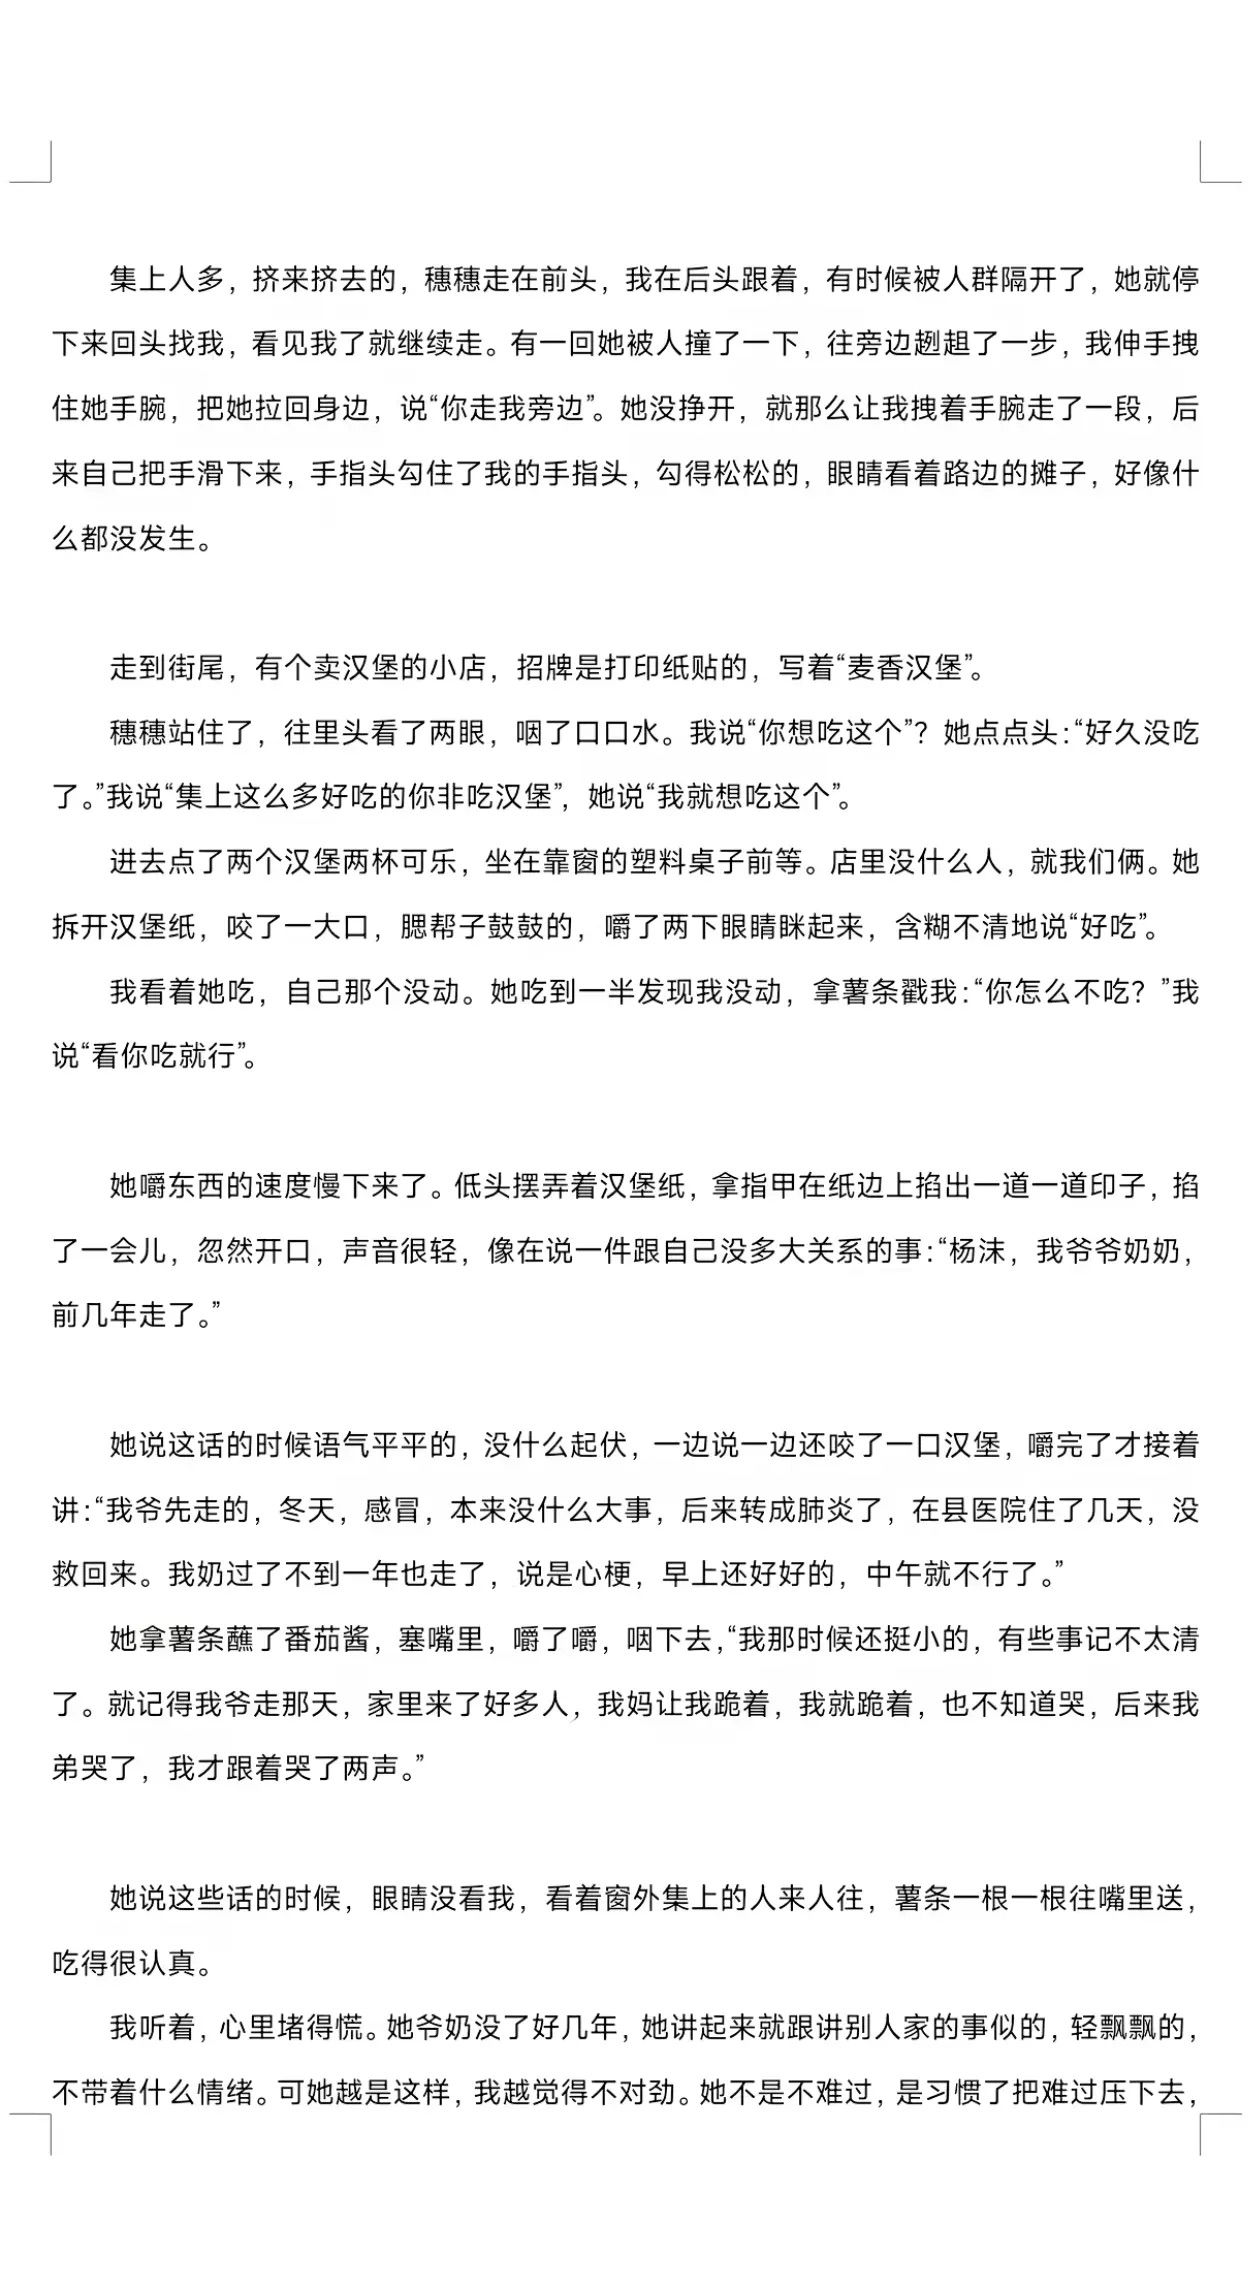 集上人多，挤来挤去的，穗穗走在前头，我在后头跟着，有时候被人群隔开了，她就停
下来回头找我，看见我了就继续走。有一回她被人撞了一下，往旁边趔趄了一步，我伸手拽
住她手腕，把她拉回身边，说“你走我旁边”。她没挣开，就那么让我拽着手腕走了一段，后
来自己把手滑下来，手指头勾住了我的手指头，勾得松松的，眼睛看着路边的摊子，好像什
么都没发生。
走到街尾，有个卖汉堡的小店，招牌是打印纸贴的，写着“麦香汉堡”。
穗穗站住了，往里头看了两眼，咽了口口水。我说“你想吃这个”？她点点头：“好久没吃
了。”我说“集上这么多好吃的你非吃汉堡”，她说“我就想吃这个”。
进去点了两个汉堡两杯可乐，坐在靠窗的塑料桌子前等。店里没什么人，就我们俩。她
拆开汉堡纸，咬了一大口，腮帮子鼓鼓的，嚼了两下眼睛眯起来，含糊不清地说“好吃”。
我看着她吃，自己那个没动。她吃到一半发现我没动，拿薯条戳我：“你怎么不吃？”我
说“看你吃就行”。
她嚼东西的速度慢下来了。低头摆弄着汉堡纸，拿指甲在纸边上掐出一道一道印子，掐
了一会儿，忽然开口，声音很轻，像在说一件跟自己没多大关系的事：“杨沫，我爷爷奶奶，
前几年走了。”
她说这话的时候语气平平的，没什么起伏，一边说一边还咬了一口汉堡，嚼完了才接着
讲：“我爷先走的，冬天，感冒，本来没什么大事，后来转成肺炎了，在县医院住了几天，没
救回来。我奶过了不到一年也走了，说是心梗，早上还好好的，中午就不行了。”
她拿薯条蘸了番茄酱，塞嘴里，嚼了嚼，咽下去，“我那时候还挺小的，有些事记不太清
了。就记得我爷走那天，家里来了好多人，我妈让我跪着，我就跪着，也不知道哭，后来我
弟哭了，我才跟着哭了两声。”
她说这些话的时候，眼睛没看我，看着窗外集上的人来人往，薯条一根一根往嘴里送，
吃得很认真。
我听着，心里堵得慌。她爷奶没了好几年，她讲起来就跟讲别人家的事似的，轻飘飘的，
不带着什么情绪。可她越是这样，我越觉得不对劲。她不是不难过，是习惯了把难过压下去，